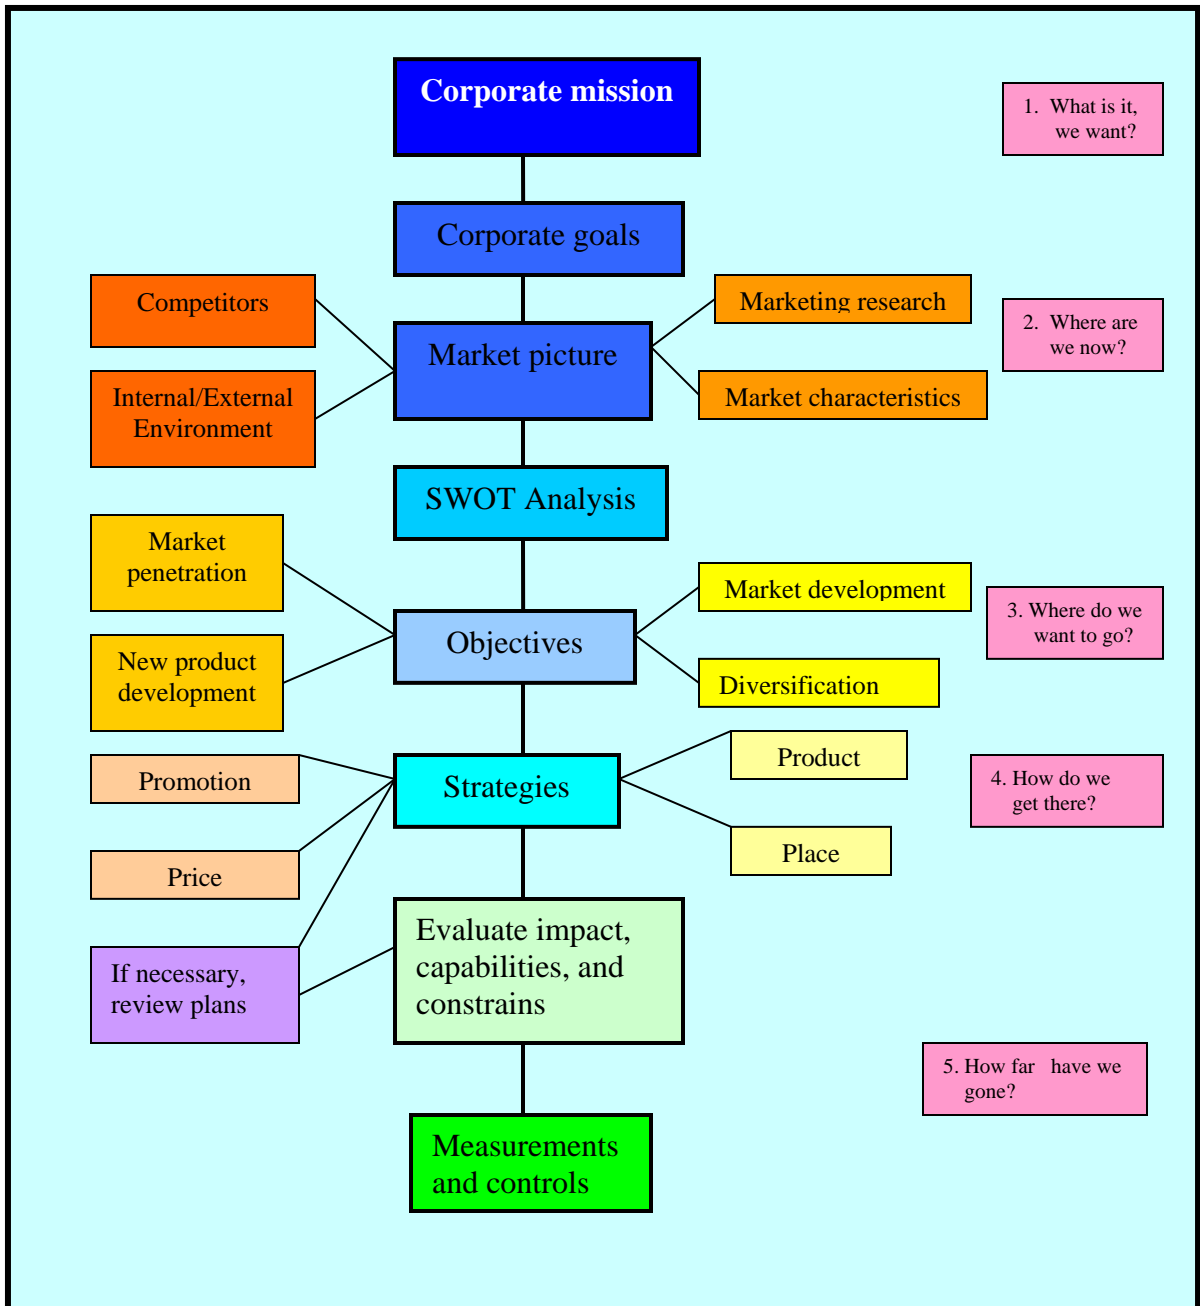 Corporate mission
1. What is it,
we want?
Corporate goals
Competitors
Marketing research
Market picture
2. Where are
we now?
Internal/External
Environment
Market characteristics
SWOT Analysis
Market
penetration
Market development
3. Where do we
want to go?
Objectives
New product
development
Diversification
Promotion
Strategies
Product
4. How do we
get there?
Price
Place
Evaluate impact,
capabilities, and
constrains
If necessary,
review plans
5. How far have we
gone?
Measurements
and controls